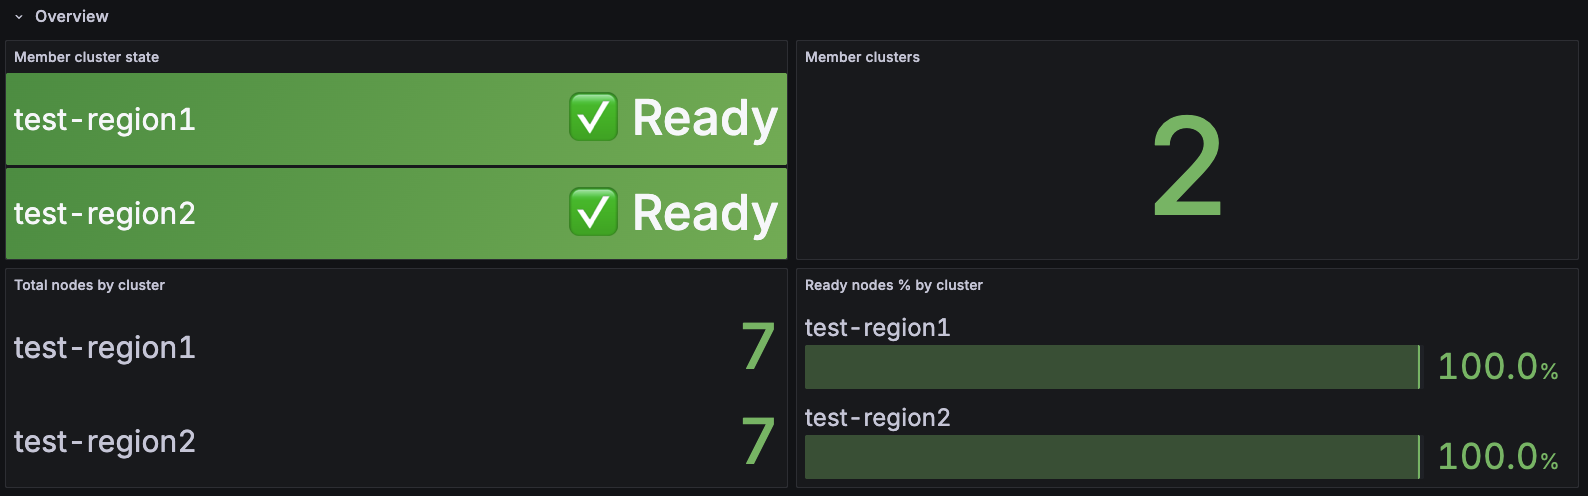 Overview
Member cluster state
test-region1 ✅ Ready
test-region2 ✅ Ready
Member clusters
2
Total nodes by cluster
test-region1 7
test-region2 7
Ready nodes % by cluster
test-region1
100.0%
test-region2
100.0%